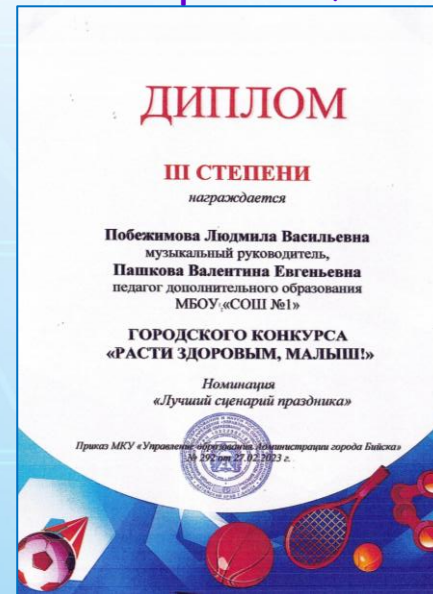 ДИПЛОМ
III СТЕПЕНИ
награждается
Побежимова Людмила Васильевна
музыкальный руководитель,
Пашкова Валентина Евгеньевна
педагог дополнительного образования
МБОУ «СОШ №1»
ГОРОДСКОГО КОНКУРСА
«РАСТИ ЗДОРОВЫМ, МАЛЫШ!»
Номинация
«Лучший сценарий праздника»
Приказ МКУ «Управление образования Администрации города Бийска»
№ 292 от 27.02.2023 г.